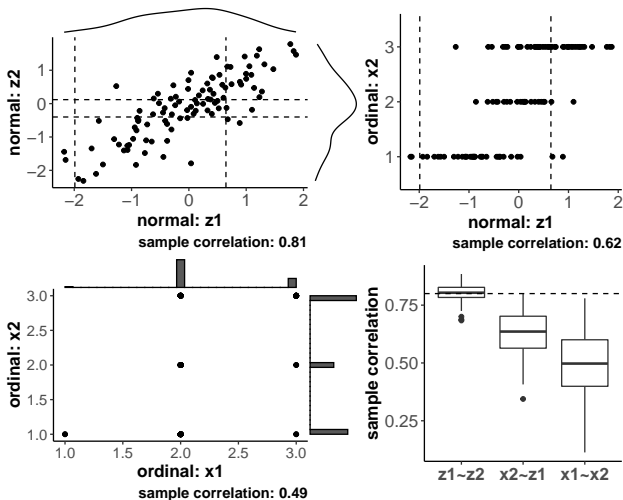 normal: z2
1
0
−1
−2
−2 −1 0 1 2
normal: z1
sample correlation: 0.81
ordinal: x2
3
2
1
−2 −1 0 1 2
normal: z1
sample correlation: 0.62
ordinal: x2
3.0
2.5
2.0
1.5
1.0
1.0 1.5 2.0 2.5 3.0
ordinal: x1
sample correlation: 0.49
sample correlation
0.75
0.50
0.25
z1~z2 x2~z1 x1~x2